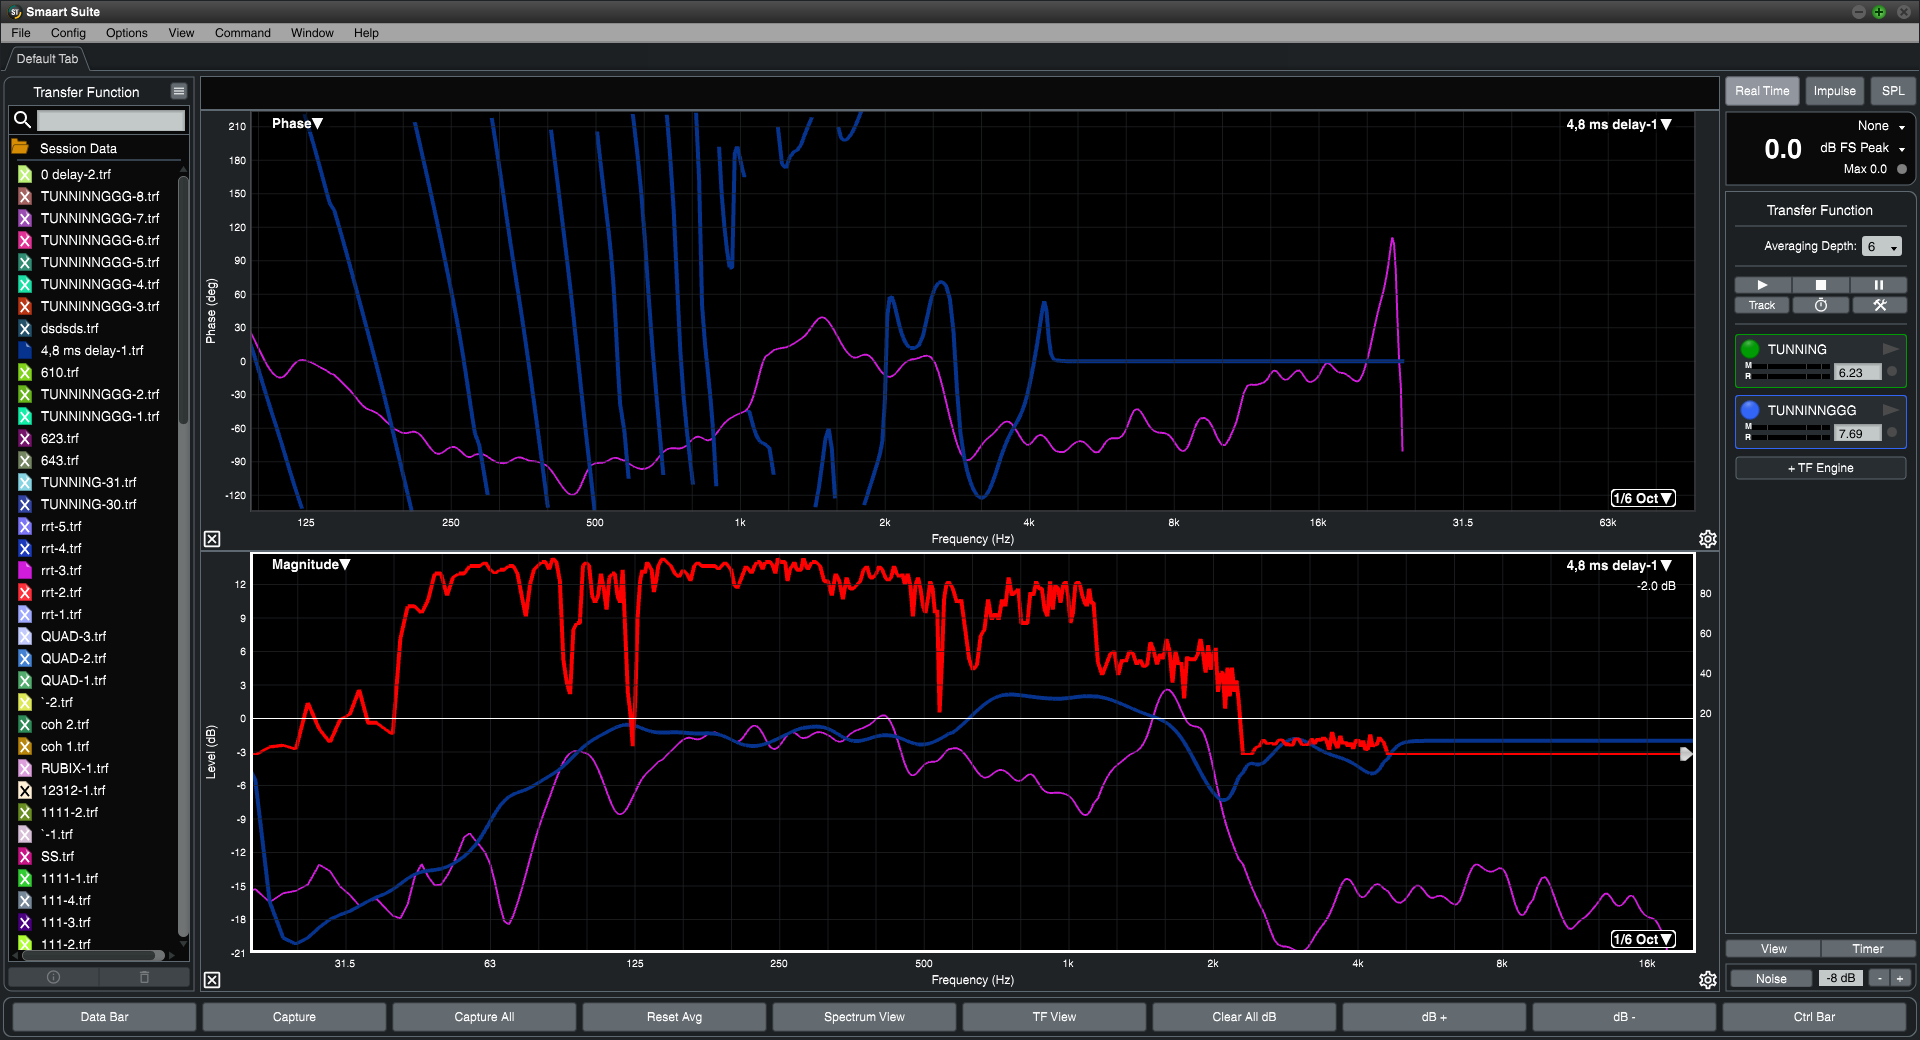 Smaart Suite
File Config Options View Command Window Help
Default Tab
Transfer Function
Session Data
0 delay-2.trf
TUNNINNGGG-8.trf
TUNNINNGGG-7.trf
TUNNINNGGG-6.trf
TUNNINNGGG-5.trf
TUNNINNGGG-4.trf
TUNNINNGGG-3.trf
dsdsds.trf
4,8 ms delay-1.trf
610.trf
TUNNINNGGG-2.trf
TUNNINNGGG-1.trf
623.trf
643.trf
TUNNING-31.trf
TUNNING-30.trf
rrt-5.trf
rrt-4.trf
rrt-3.trf
rrt-2.trf
rrt-1.trf
QUAD-3.trf
QUAD-2.trf
QUAD-1.trf
`-2.trf
coh 2.trf
coh 1.trf
RUBIX-1.trf
12312-1.trf
1111-2.trf
`-1.trf
SS.trf
1111-1.trf
111-4.trf
111-3.trf
111-2.trf
Phase
4,8 ms delay-1
Phase (deg)
210
180
150
120
90
60
30
0
-30
-60
-90
-120
1/6 Oct
125 250 500 1k 2k 4k 8k 16k 31.5 63k
Frequency (Hz)
Magnitude
4,8 ms delay-1
-2.0 dB
Level (dB)
12
9
6
3
0
-3
-6
-9
-12
-15
-18
-21
80
60
40
20
1/6 Oct
31.5 63 125 250 500 1k 2k 4k 8k 16k
Frequency (Hz)
Real Time Impulse SPL
None
0.0 dB FS Peak
Max 0.0
Transfer Function
Averaging Depth: 6
Track
TUNNING
M
R
6.23
TUNNINNGGG
M
R
7.69
+ TF Engine
View Timer
Noise -8 dB - +
Data Bar Capture Capture All Reset Avg Spectrum View TF View Clear All dB dB + dB - Ctrl Bar